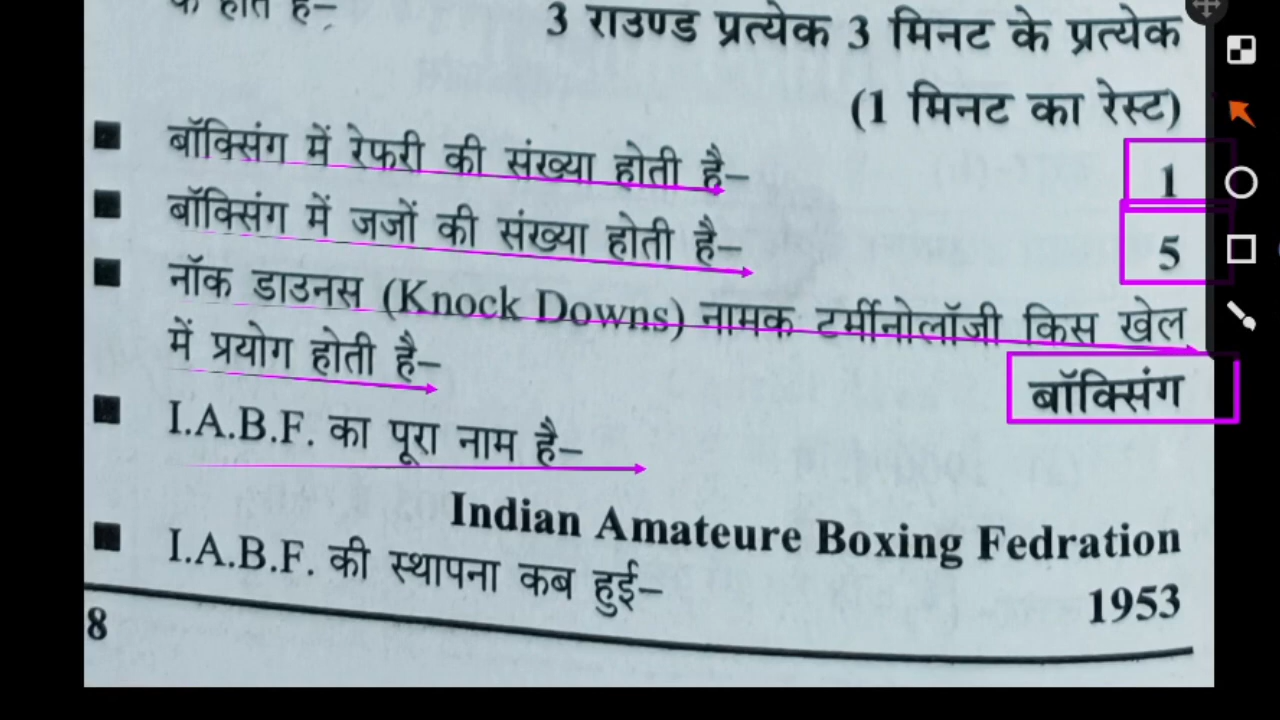 के होते हैं–
3 राउण्ड प्रत्येक 3 मिनट के प्रत्येक
(1 मिनट का रेस्ट)
बॉक्सिंग में रेफरी की संख्या होती है– 1
बॉक्सिंग में जजों की संख्या होती है– 5
नॉक डाउनस (Knock Downs) नामक टर्मीनोलॉजी किस खेल
में प्रयोग होती है– बॉक्सिंग
I.A.B.F. का पूरा नाम है–
Indian Amateure Boxing Fedration
I.A.B.F. की स्थापना कब हुई– 1953
8